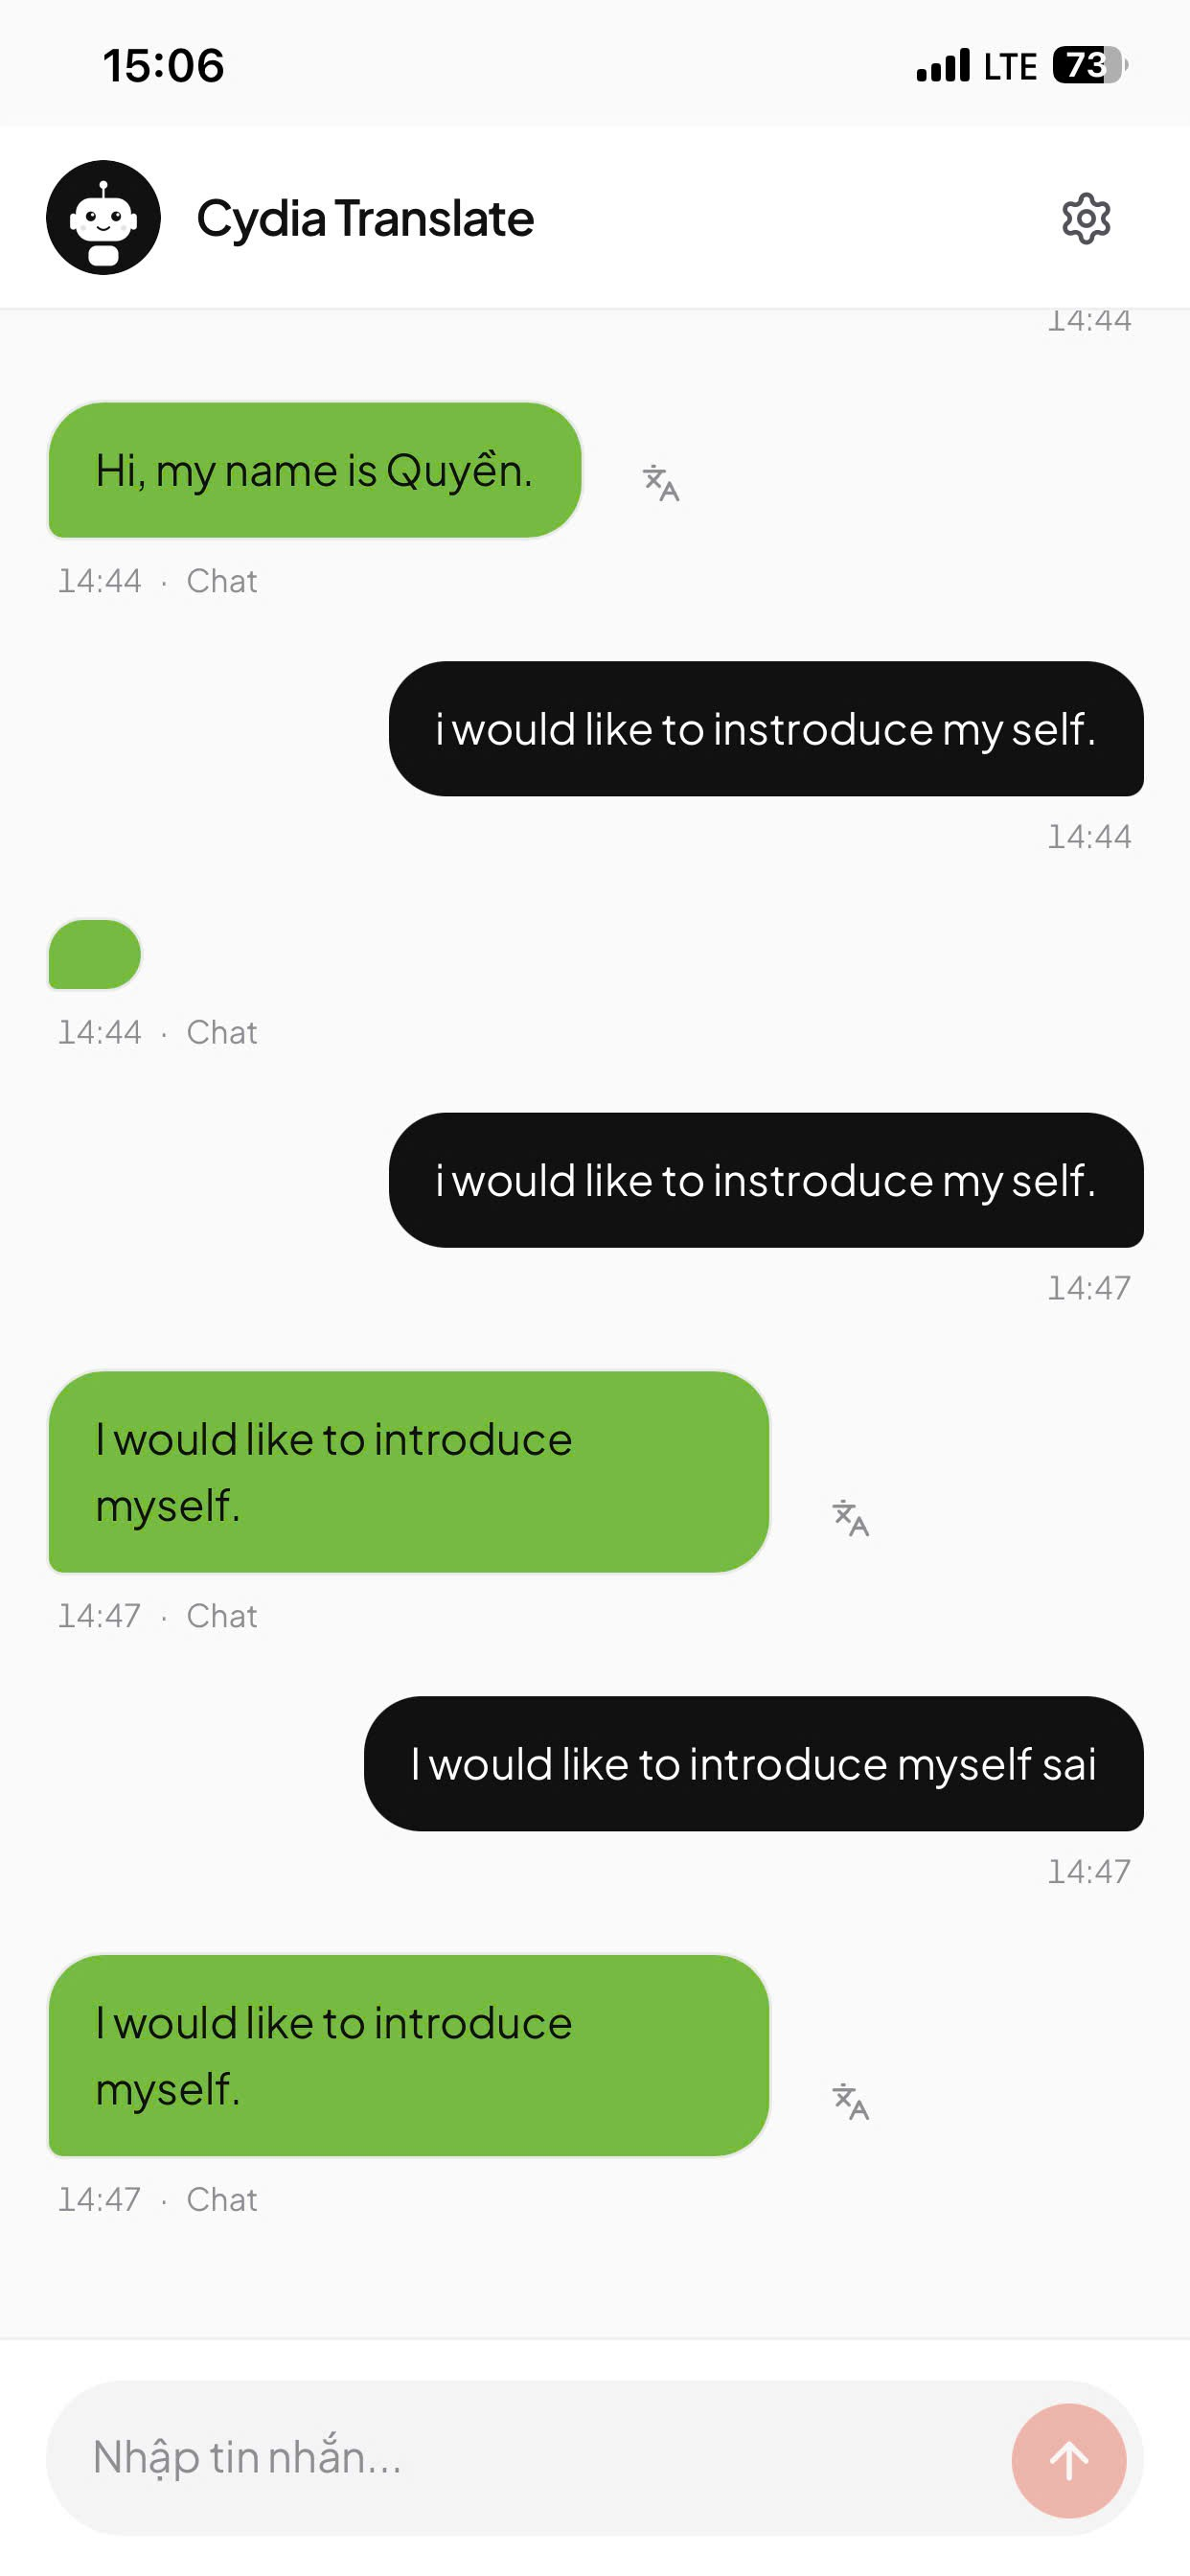 15:06
LTE
73
Cydia Translate
14:44
Hi, my name is Quyền.
14:44 · Chat
i would like to instroduce my self.
14:44
14:44 · Chat
i would like to instroduce my self.
14:47
I would like to introduce
myself.
14:47 · Chat
I would like to introduce myself sai
14:47
I would like to introduce
myself.
14:47 · Chat
Nhập tin nhắn...